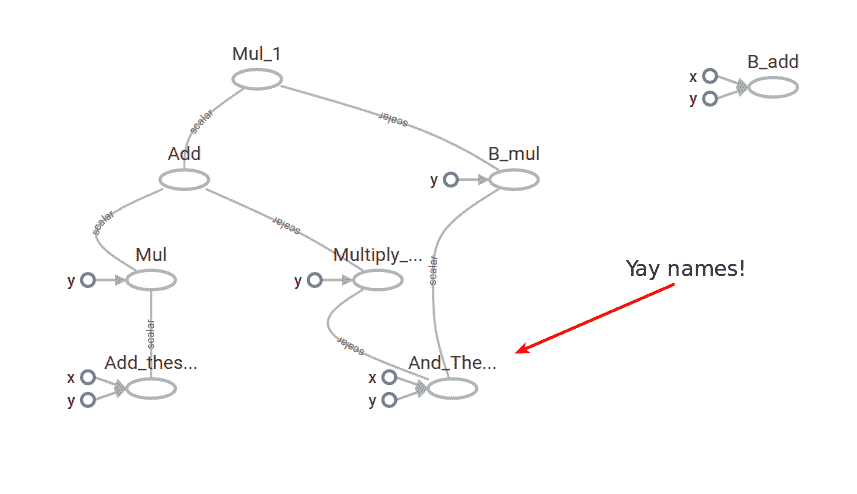 Mul_1
B_add
x
y
scalar
scalar
Add
B_mul
y
scalar
scalar
scalar
Mul
Multiply_...
y
y
Yay names!
scalar
scalar
Add_thes...
And_The...
x
x
y
y